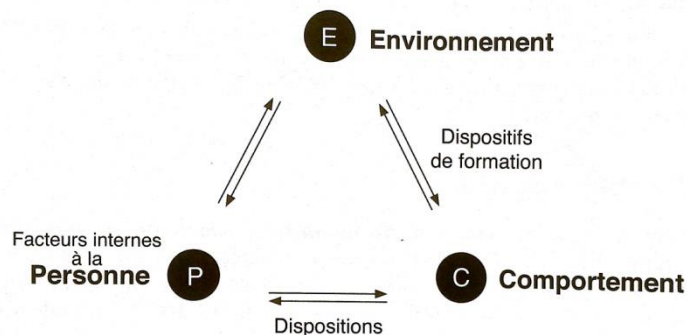 E Environnement
Dispositifs
de formation
Facteurs internes
à la
Personne P
C Comportement
Dispositions